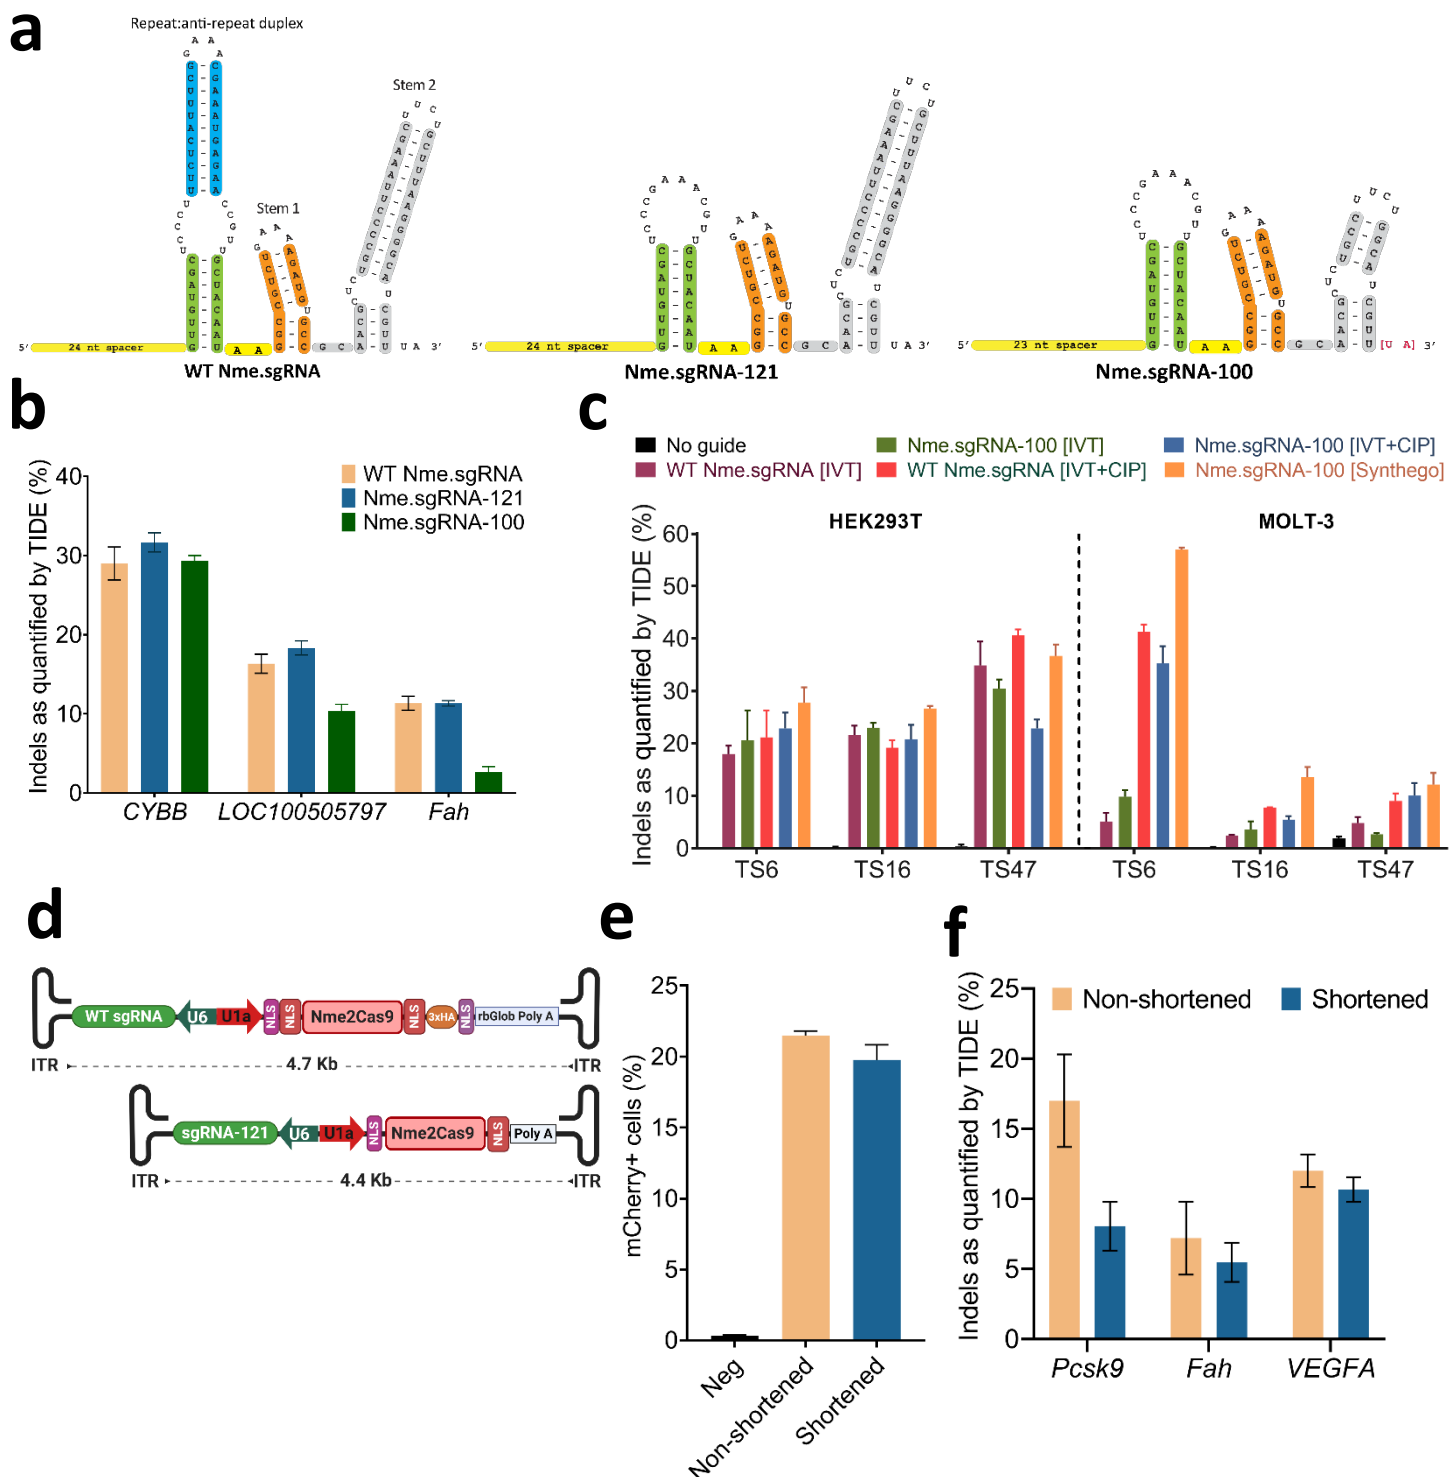 a
Repeat:anti-repeat duplex
Stem 1
Stem 2
5’ 24 nt spacer A A G C A U A 3’
WT Nme.sgRNA
5’ 24 nt spacer A A G C A U A 3’
Nme.sgRNA-121
5’ 23 nt spacer A A G C A [U A] 3’
Nme.sgRNA-100
b
Indels as quantified by TIDE (%)
40
30
20
10
0
WT Nme.sgRNA
Nme.sgRNA-121
Nme.sgRNA-100
CYBB LOC100505797 Fah
c
No guide
Nme.sgRNA-100 [IVT]
Nme.sgRNA-100 [IVT+CIP]
WT Nme.sgRNA [IVT]
WT Nme.sgRNA [IVT+CIP]
Nme.sgRNA-100 [Synthego]
HEK293T
MOLT-3
Indels as quantified by TIDE (%)
60
50
40
30
20
10
0
TS6 TS16 TS47 TS6 TS16 TS47
d
WT sgRNA U6 U1a NLS NLS Nme2Cas9 NLS 3xHA NLS rbGlob Poly A
ITR 4.7 Kb ITR
sgRNA-121 U6 U1a NLS Nme2Cas9 NLS Poly A
ITR 4.4 Kb ITR
e
mCherry+ cells (%)
25
20
15
10
5
0
Neg
Non-shortened
Shortened
f
Indels as quantified by TIDE (%)
25
20
15
10
5
0
Non-shortened
Shortened
Pcsk9 Fah VEGFA